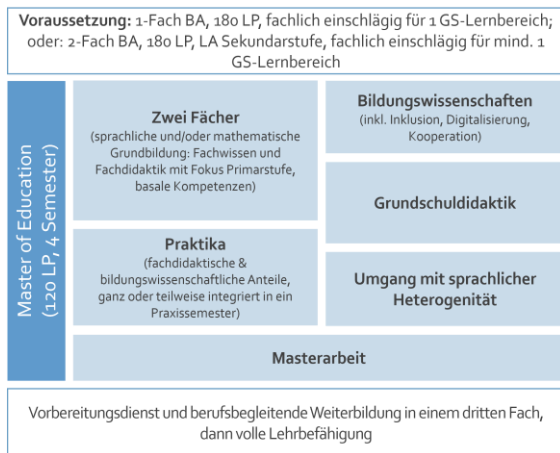 Voraussetzung: 1-Fach BA, 180 LP, fachlich einschlägig für 1 GS-Lernbereich;
oder: 2-Fach BA, 180 LP, LA Sekundarstufe, fachlich einschlägig für mind. 1
GS-Lernbereich
Master of Education
(120 LP, 4 Semester)
Zwei Fächer
(sprachliche und/oder mathematische
Grundbildung: Fachwissen und
Fachdidaktik mit Fokus Primarstufe,
basale Kompetenzen)
Bildungswissenschaften
(inkl. Inklusion, Digitalisierung,
Kooperation)
Grundschuldidaktik
Praktika
(fachdidaktische &
bildungswissenschaftliche Anteile,
ganz oder teilweise integriert in ein
Praxissemester)
Umgang mit sprachlicher
Heterogenität
Masterarbeit
Vorbereitungsdienst und berufsbegleitende Weiterbildung in einem dritten Fach,
dann volle Lehrbefähigung